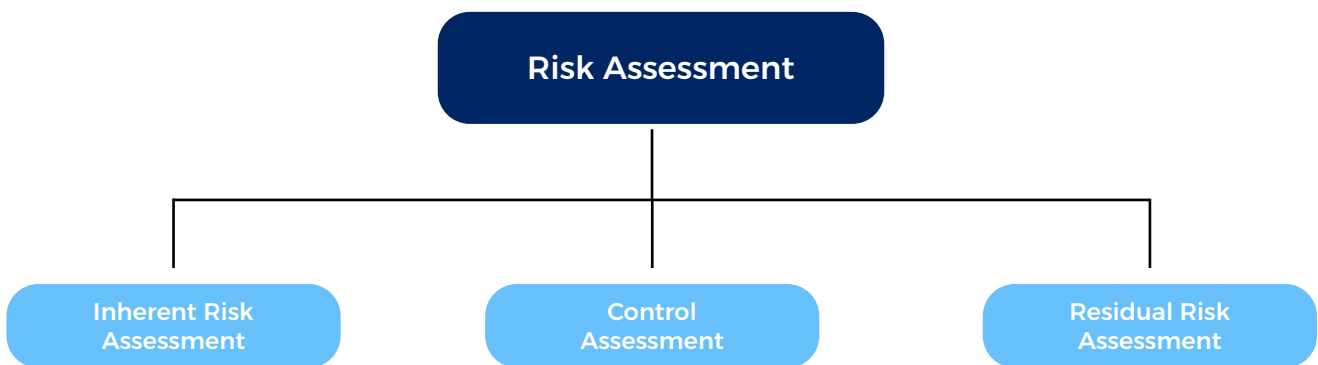 Risk Assessment
Inherent Risk
Assessment
Control
Assessment
Residual Risk
Assessment